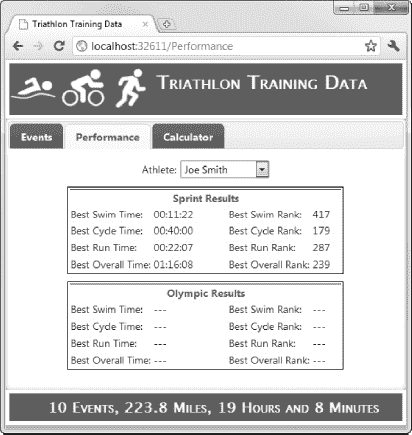 Triathlon Training Data
localhost:32611/Performance
TRIATHLON TRAINING DATA
Events Performance Calculator
Athlete: Joe Smith
Sprint Results
Best Swim Time: 00:11:22 Best Swim Rank: 417
Best Cycle Time: 00:40:00 Best Cycle Rank: 179
Best Run Time: 00:22:07 Best Run Rank: 287
Best Overall Time: 01:16:08 Best Overall Rank: 239
Olympic Results
Best Swim Time: --- Best Swim Rank: ---
Best Cycle Time: --- Best Cycle Rank: ---
Best Run Time: --- Best Run Rank: ---
Best Overall Time: --- Best Overall Rank: ---
10 EVENTS, 223.8 MILES, 19 HOURS AND 8 MINUTES